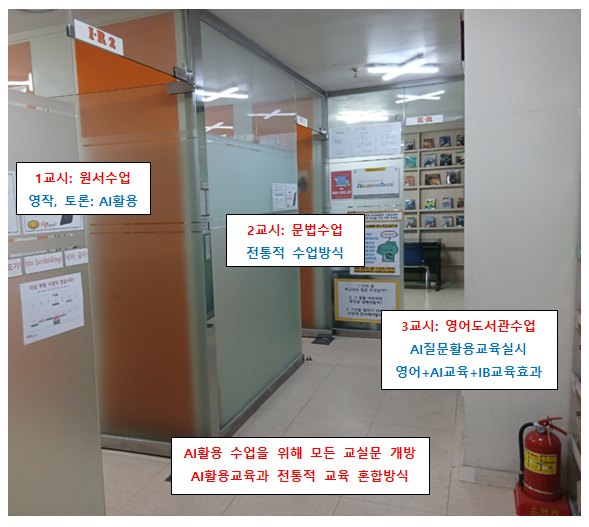 I·R 2
1교시: 원서수업
영작, 토론: AI활용
2교시: 문법수업
전통적 수업방식
3교시: 영어도서관수업
AI질문활용교육실시
영어+AI교육+IB교육효과
No Scribbling!
낙서 금지
AI활용 수업을 위해 모든 교실문 개방
AI활용교육과 전통적 교육 혼합방식